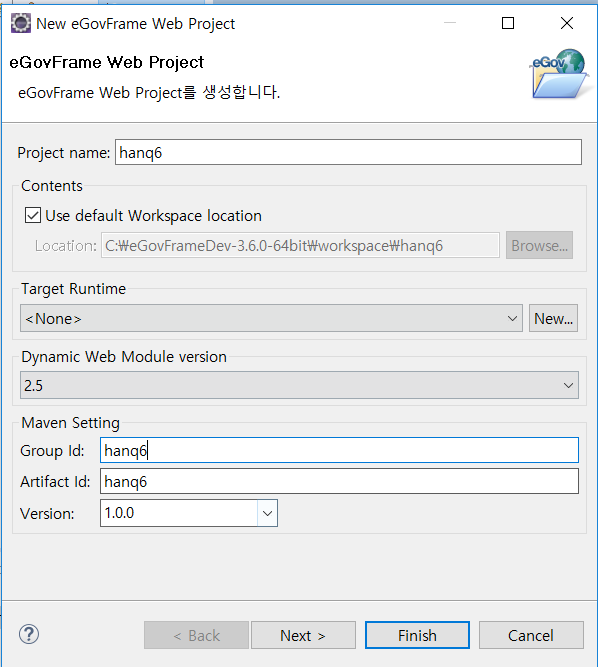 New eGovFrame Web Project
eGovFrame Web Project
eGovFrame Web Project를 생성합니다.
eGov
Project name: hanq6
Contents
Use default Workspace location
Location: C:₩eGovFrameDev-3.6.0-64bit₩workspace₩hanq6 Browse...
Target Runtime
<None> New...
Dynamic Web Module version
2.5
Maven Setting
Group Id: hanq6
Artifact Id: hanq6
Version: 1.0.0
? < Back Next > Finish Cancel